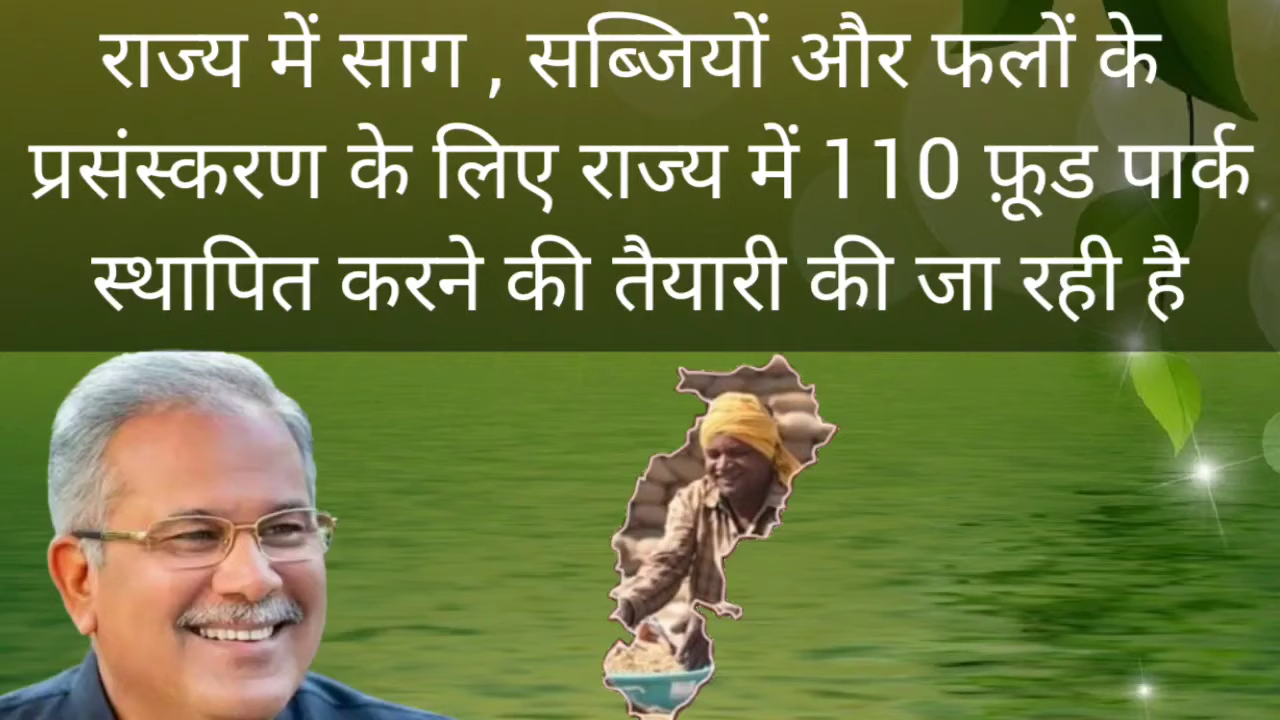 राज्य में साग , सब्जियों और फलों के
प्रसंस्करण के लिए राज्य में 110 फ़ूड पार्क
स्थापित करने की तैयारी की जा रही है